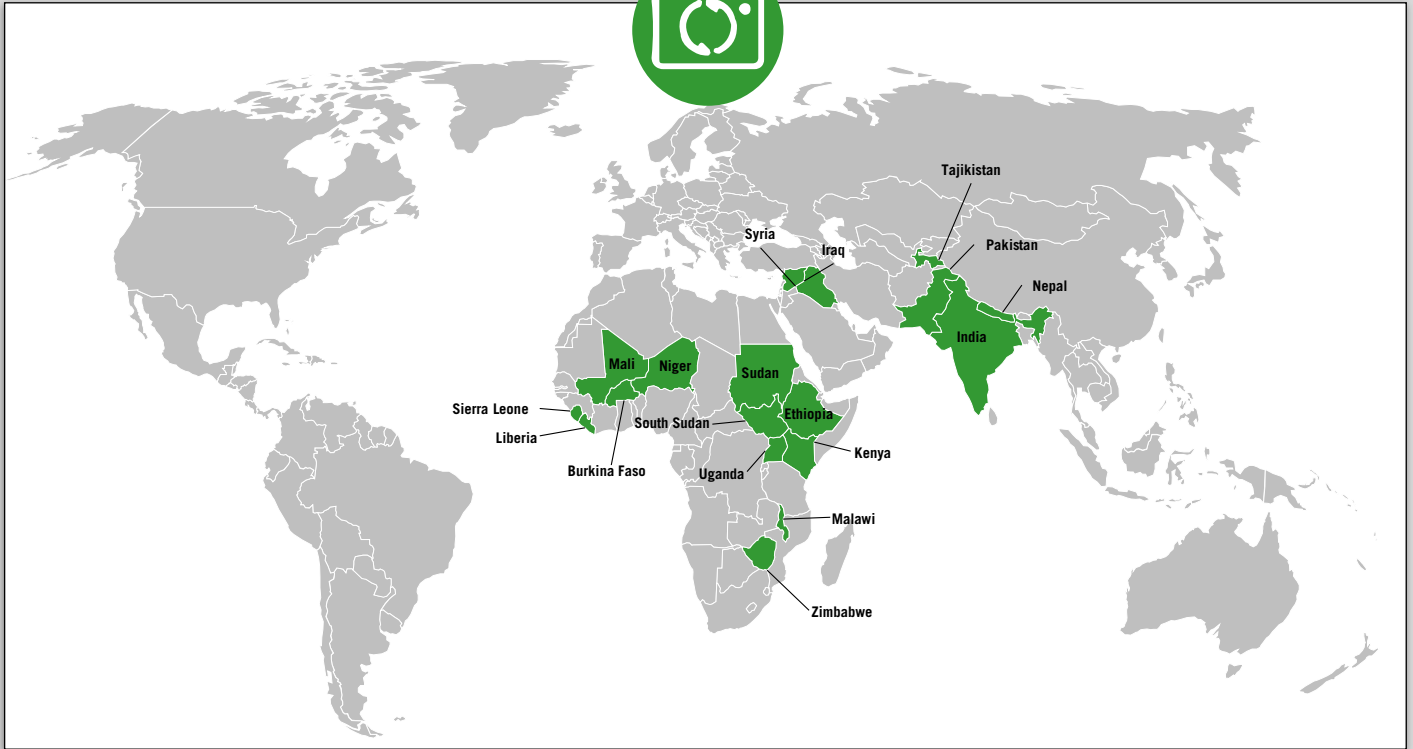 Tajikistan
Syria
Pakistan
Iraq
Nepal
India
Mali
Niger
Sudan
Sierra Leone
Ethiopia
South Sudan
Liberia
Kenya
Burkina Faso
Uganda
Malawi
Zimbabwe